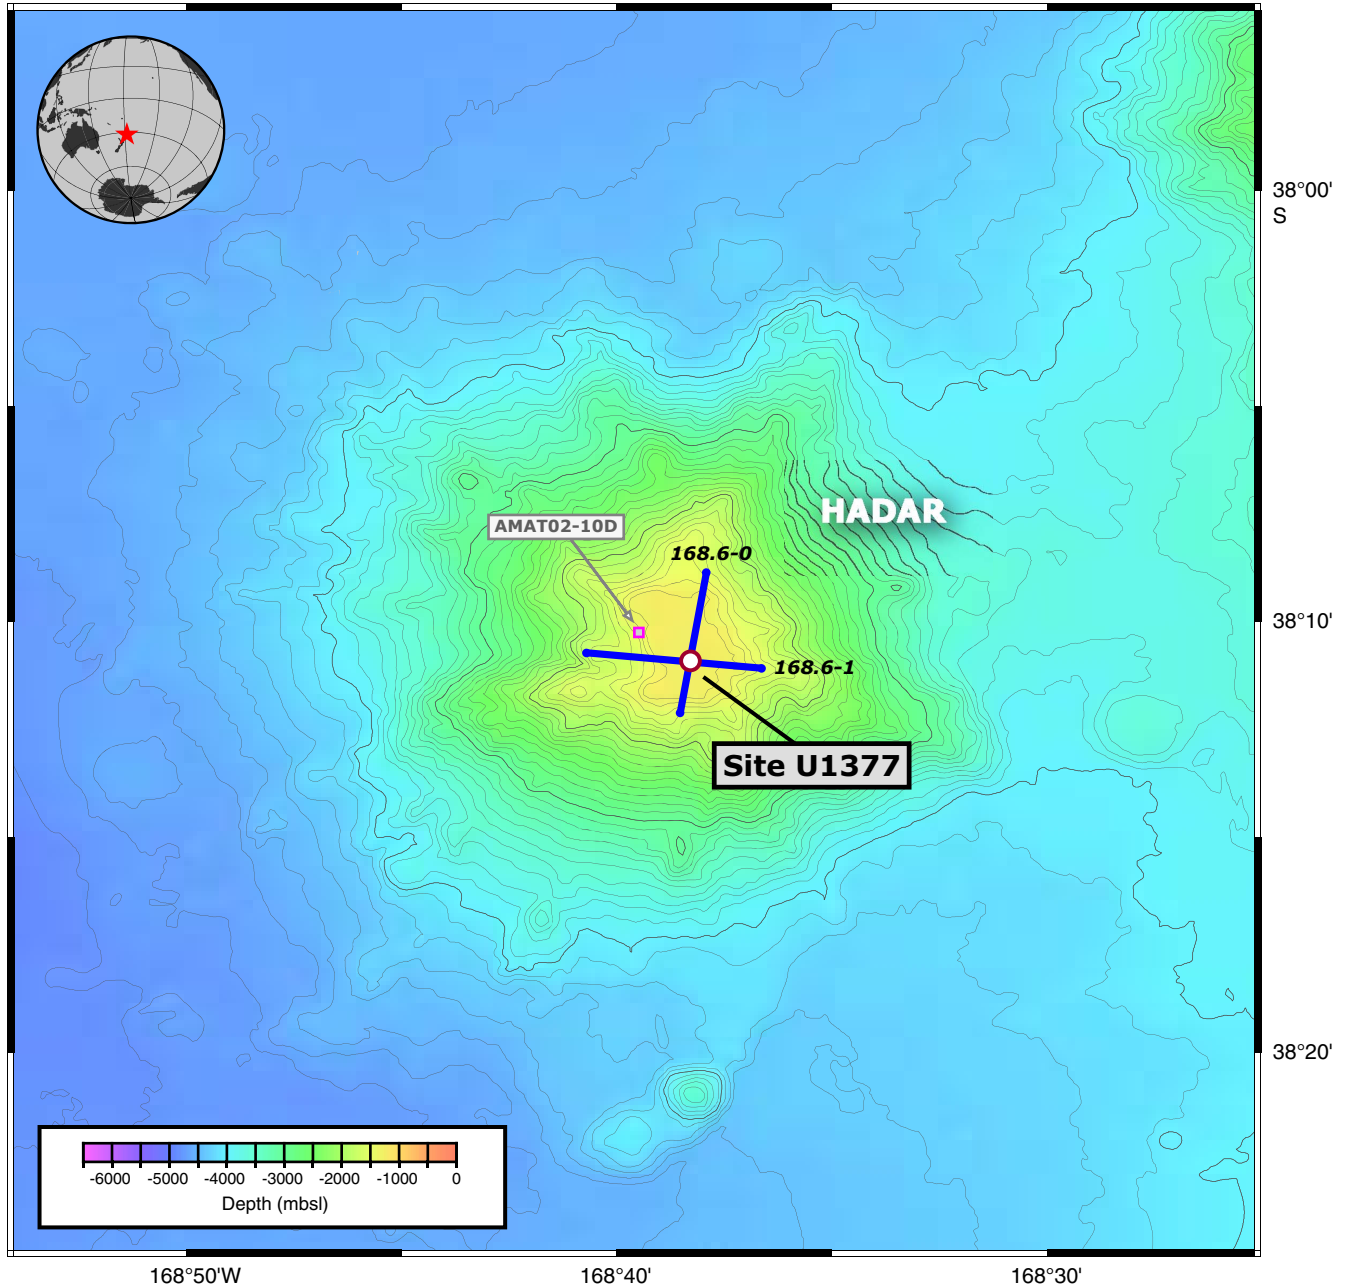 38°00'
S
HADAR
AMAT02-10D
168.6-0
38°10'
168.6-1
Site U1377
38°20'
-6000 -5000 -4000 -3000 -2000 -1000 0
Depth (mbsl)
168°50'W 168°40' 168°30'